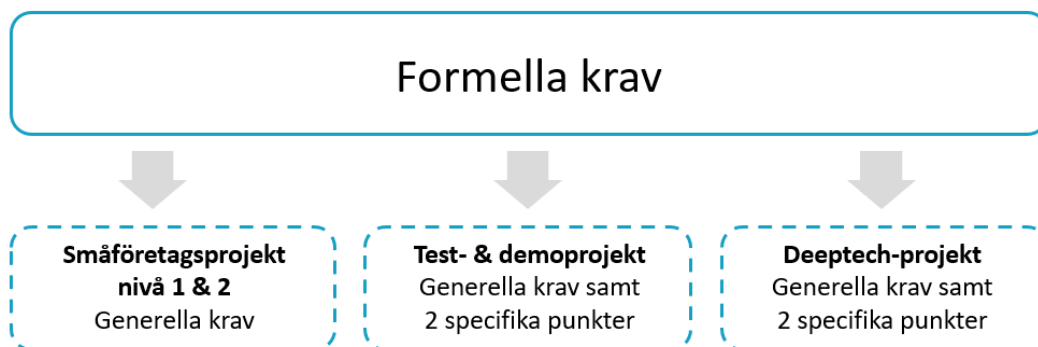 Formella krav
Småföretagsprojekt
nivå 1 & 2
Generella krav
Test- & demoprojekt
Generella krav samt
2 specifika punkter
Deeptech-projekt
Generella krav samt
2 specifika punkter